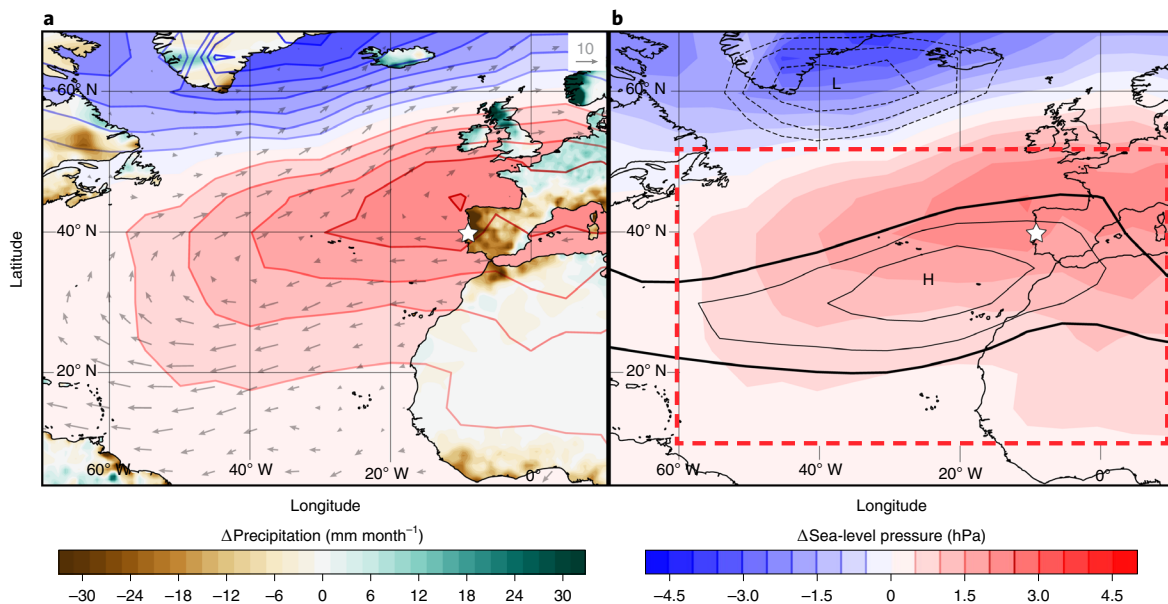 a
10
60° N
40° N
20° N
60° W
40° W
20° W
0°
Latitude
Longitude
ΔPrecipitation (mm month⁻¹)
−30 −24 −18 −12 −6 0 6 12 18 24 30
b
L
H
60° N
40° N
20° N
60° W
40° W
20° W
0°
Longitude
ΔSea-level pressure (hPa)
−4.5 −3.0 −1.5 0 1.5 3.0 4.5